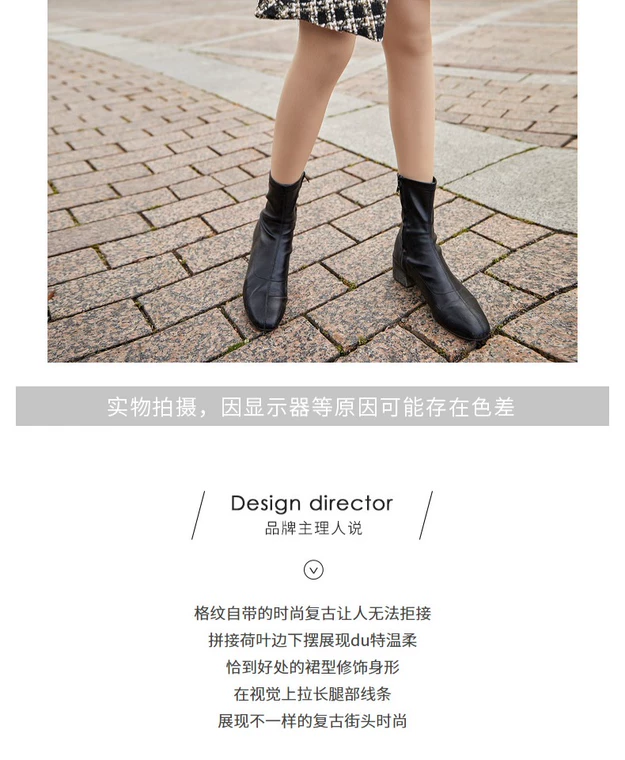 实物拍摄，因显示器等原因可能存在色差
Design director
品牌主理人说
格纹自带的时尚复古让人无法拒接
拼接荷叶边下摆展现du特温柔
恰到好处的裙型修饰身形
在视觉上拉长腿部线条
展现不一样的复古街头时尚